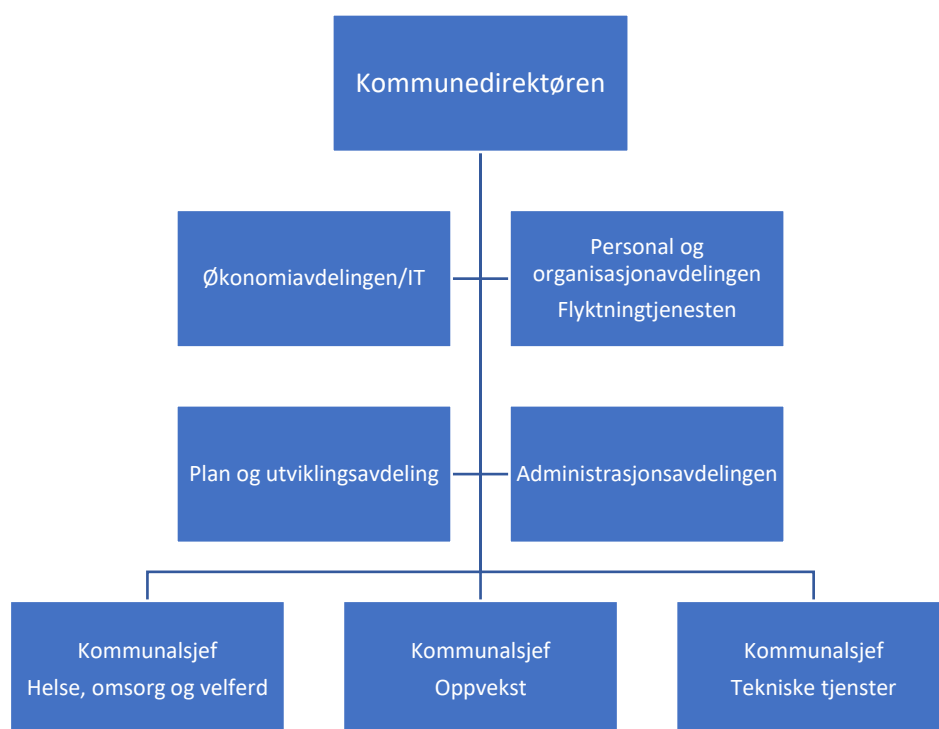 Kommunedirektøren
Økonomiavdelingen/IT
Personal og
organisasjonavdelingen
Flyktningtjenesten
Plan og utviklingsavdeling
Administrasjonsavdelingen
Kommunalsjef
Helse, omsorg og velferd
Kommunalsjef
Oppvekst
Kommunalsjef
Tekniske tjenster